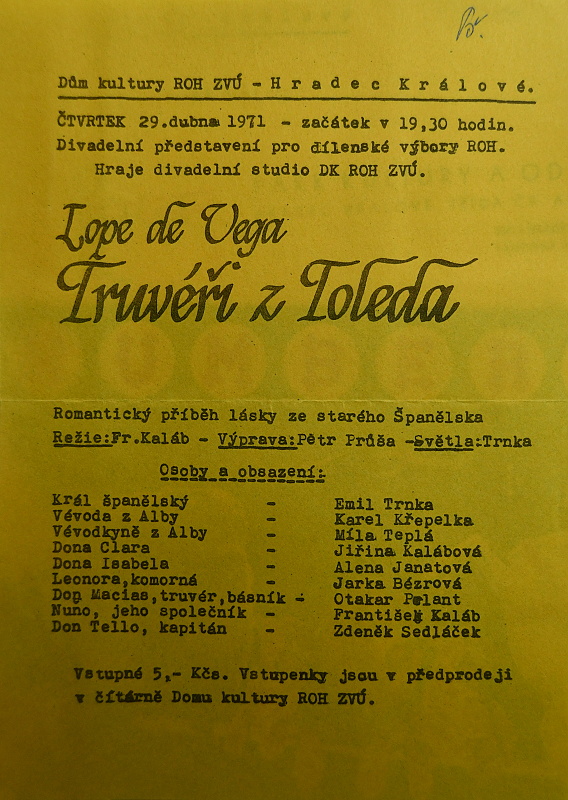 Dům kultury ROH ZVÚ - Hradec Králové.
ČTVRTEK 29.dubna 1971 - začátek v 19,30 hodin.
Divadelní představení pro dílenské výbory ROH.
Hraje divadelní studio DK ROH ZVÚ.
Lope de Vega
Truvéři z Toleda
Romantický příběh lásky ze starého Španělska
Režie:Fr.Kaláb - Výprava:Petr Průša -Světla:Trnka
Osoby a obsazení:
Král španělský - Emil Trnka
Vévoda z Alby - Karel Křepelka
Vévodkyně z Alby - Míla Teplá
Dona Clara - Jiřina Kalábová
Dona Isabela - Alena Janatová
Leonora,komorná - Jarka Bézrová
Don Macias,truvér,básník - Otakar Pelant
Nuno, jeho společník - František Kaláb
Don Tello, kapitán - Zdeněk Sedláček
Vstupné 5,- Kčs. Vstupenky jsou v předprodeji
v čítárně Domu kultury ROH ZVÚ.